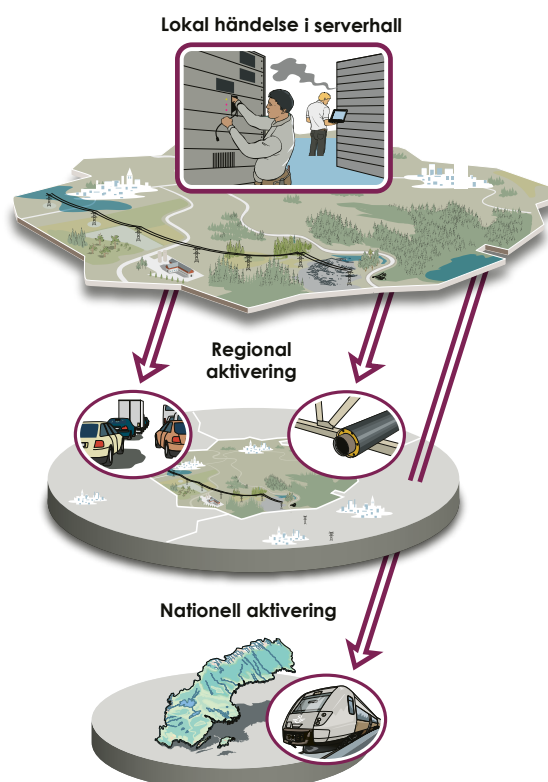 Lokal händelse i serverhall
Regional
aktivering
Nationell aktivering